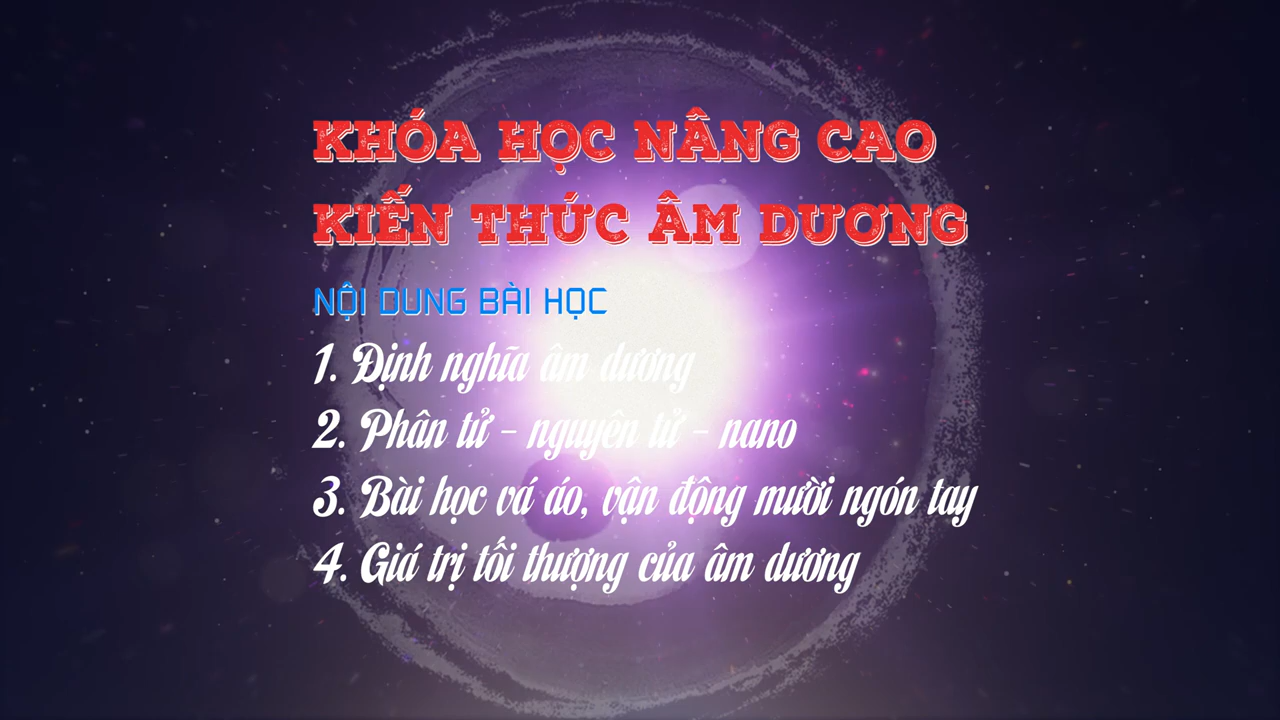 KHÓA HỌC NÂNG CAO
KIẾN THỨC ÂM DƯƠNG
NỘI DUNG BÀI HỌC
1. Định nghĩa âm dương
2. Phân tử - nguyên tử - nano
3. Bài học vá áo, vận động mười ngón tay
4. Giá trị tối thượng của âm dương